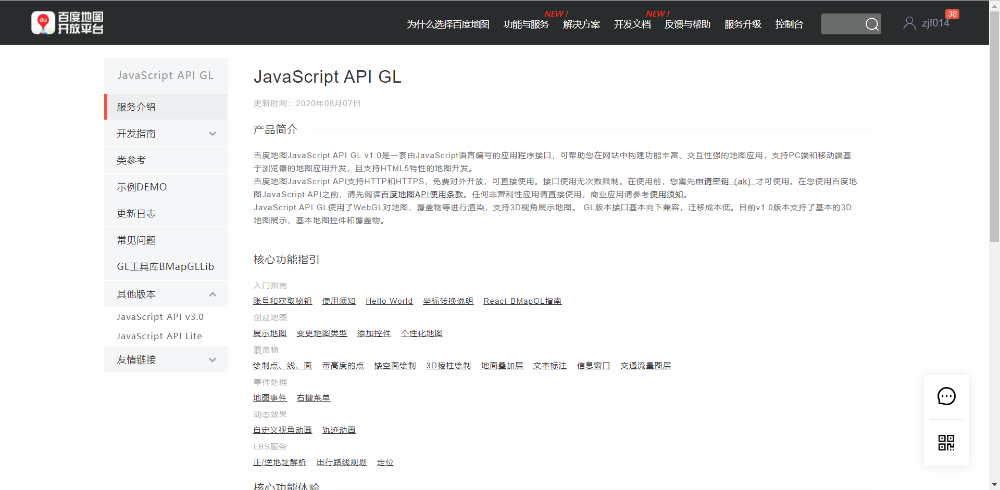 du 百度地图
开放平台
NEW ! NEW !
为什么选择百度地图 功能与服务 解决方案 开发文档 反馈与帮助 服务升级 控制台 zjf014 38
JavaScript API GL
服务介绍
开发指南
类参考
示例DEMO
更新日志
常见问题
GL工具库BMapGLLib
其他版本
JavaScript API v3.0
JavaScript API Lite
友情链接
JavaScript API GL
更新时间：2020年08月07日
产品简介
百度地图JavaScript API GL v1.0是一套由JavaScript语言编写的应用程序接口，可帮助您在网站中构建功能丰富、交互性强的地图应用，支持PC端和移动端基
于浏览器的地图应用开发，且支持HTML5特性的地图开发。
百度地图JavaScript API支持HTTP和HTTPS，免费对外开放，可直接使用。接口使用无次数限制。在使用前，您需先申请密钥（ak）才可使用。在您使用百度地
图JavaScript API之前，请先阅读百度地图API使用条款。任何非营利性应用请直接使用，商业应用请参考使用须知。
JavaScript API GL使用了WebGL对地图、覆盖物等进行渲染，支持3D视角展示地图。 GL版本接口基本向下兼容，迁移成本低。目前v1.0版本支持了基本的3D
地图展示、基本地图控件和覆盖物。
核心功能指引
入门指南
账号和获取秘钥 使用须知 Hello World 坐标转换说明 React-BMapGL指南
创建地图
展示地图 变更地图类型 添加控件 个性化地图
覆盖物
绘制点、线、面 带高度的点 镂空面绘制 3D棱柱绘制 地面叠加层 文本标注 信息窗口 交通流量图层
事件处理
地图事件 右键菜单
动态效果
自定义视角动画 轨迹动画
LBS服务
正/逆地址解析 出行路线规划 定位
核心功能体验